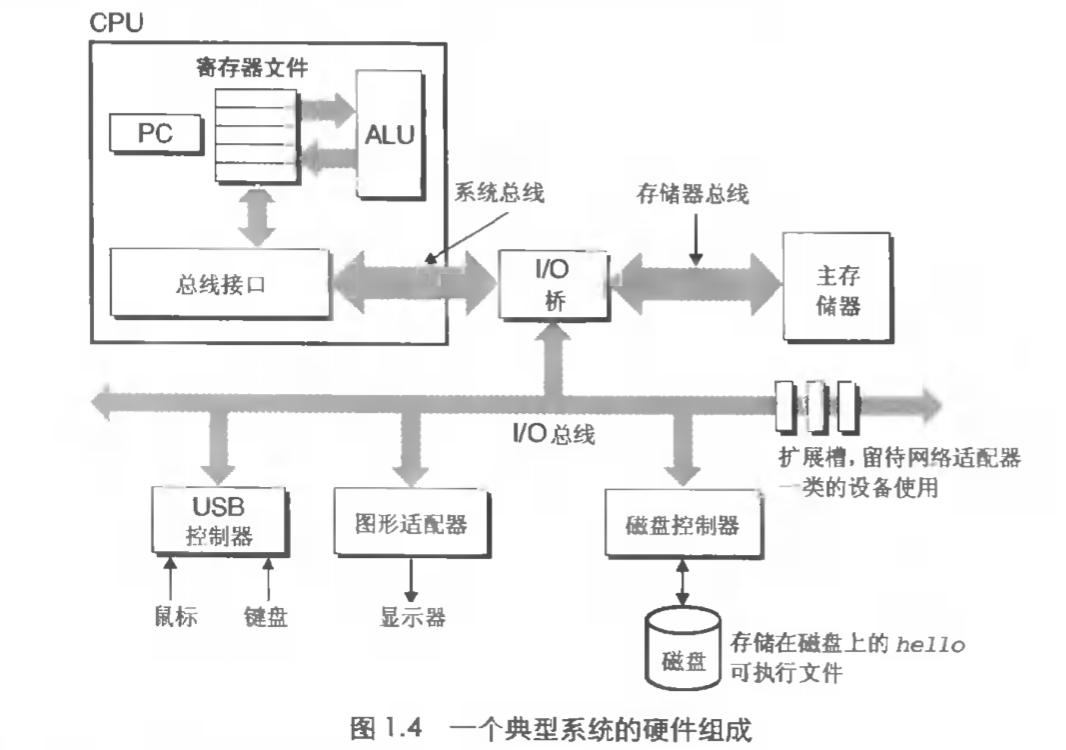 CPU
寄存器文件
PC
ALU
系统总线
存储器总线
总线接口
I/O
桥
主存
储器
I/O 总线
扩展槽，留待网络适配器
一类的设备使用
USB
控制器
图形适配器
磁盘控制器
鼠标
键盘
显示器
磁盘
存储在磁盘上的 hello
可执行文件
图 1.4 一个典型系统的硬件组成